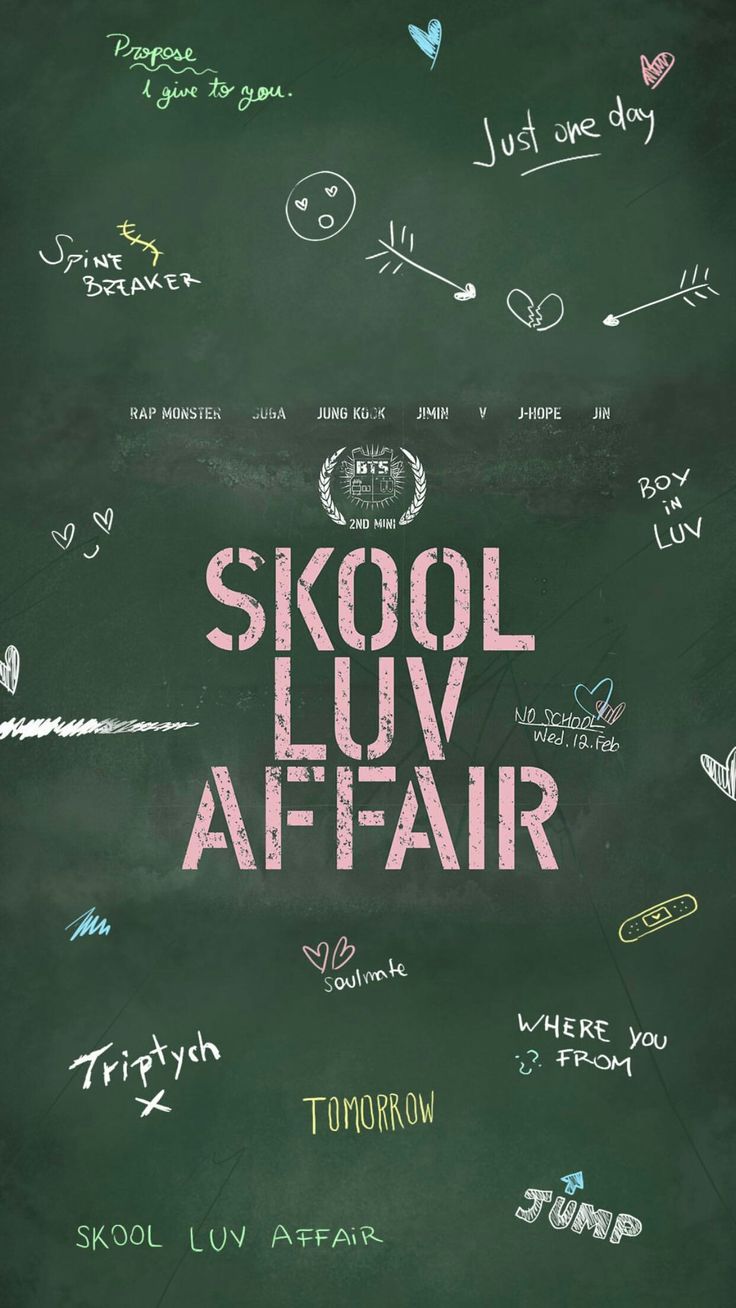 Propose
I give to you.
Just one day
SPINE
BREAKER
RAP MONSTER SUGA JUNG KOOK JIMIN V J-HOPE JIN
BTS
2ND MINI
BOY
in
LUV
SKOOL
LUV
AFFAIR
NO SCHOOL
Wed.12.Feb
soulmate
Triptych
WHERE YOU
¿? FROM
TOMORROW
JUMP
SKOOL LUV AFFAIR